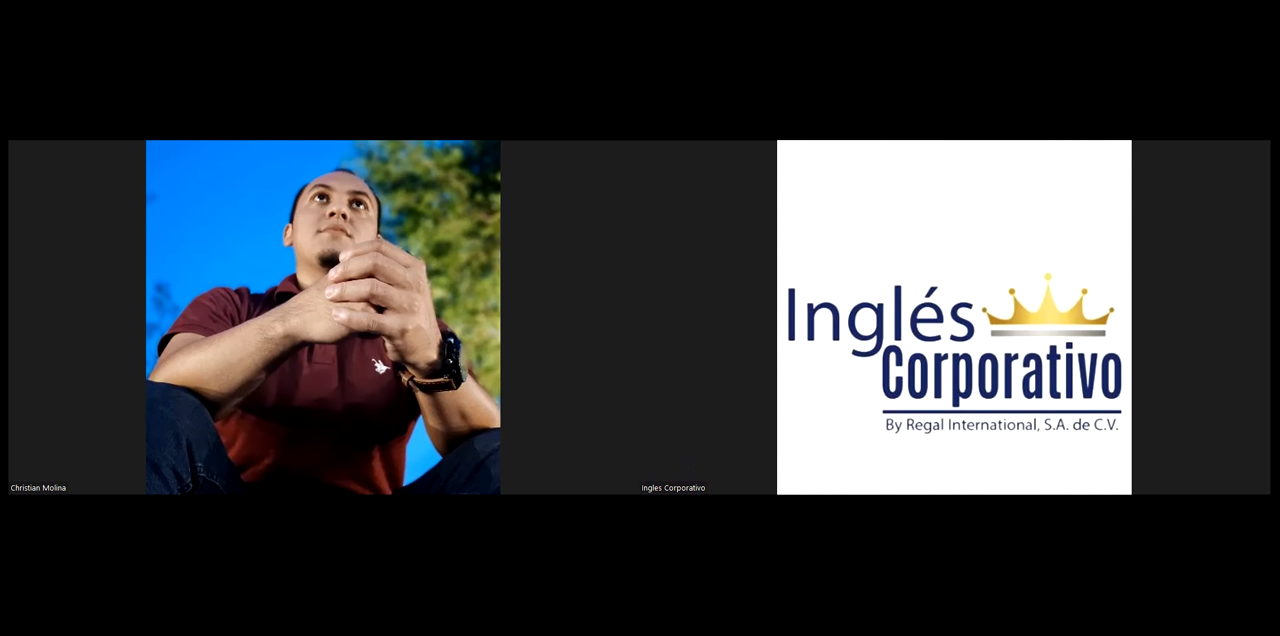 Christian Molina
Ingles Corporativo
Inglés
Corporativo
By Regal International, S.A. de C.V.